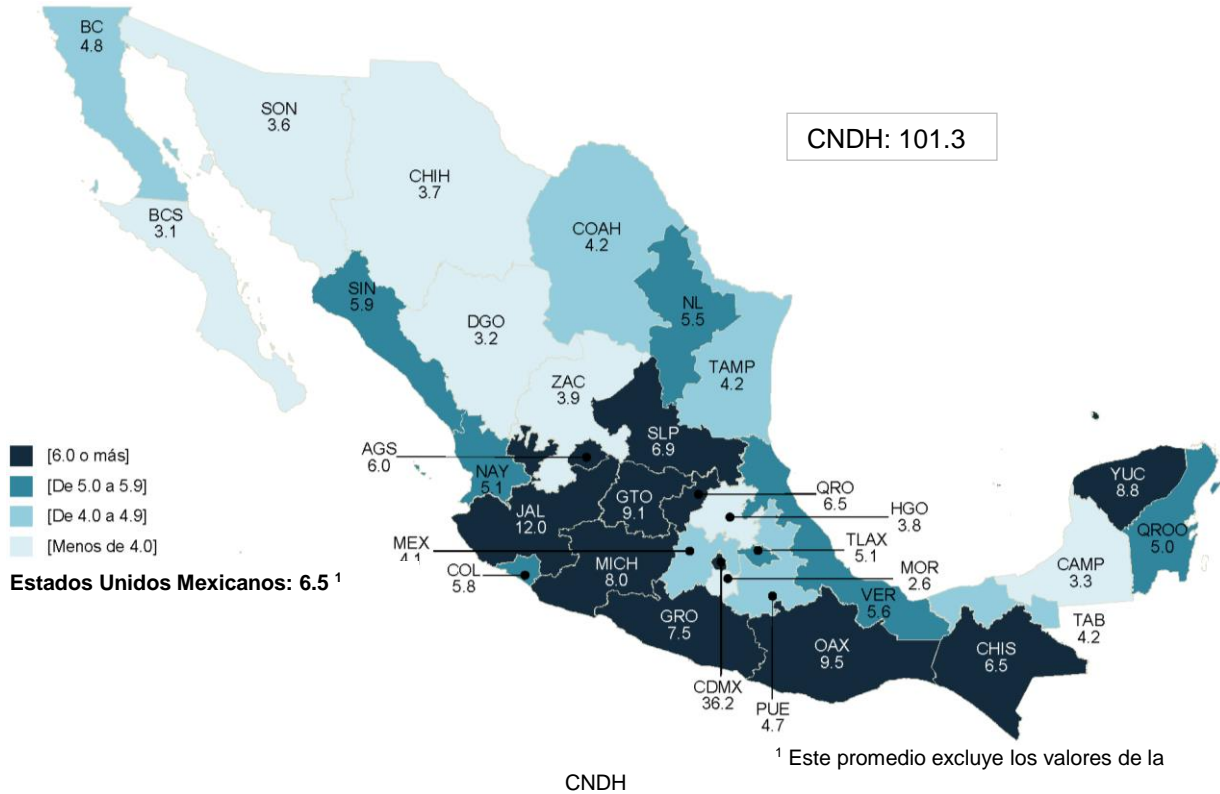 BC
4.8
SON
3.6
CNDH: 101.3
CHIH
3.7
BCS
3.1
COAH
4.2
SIN
5.9
NL
5.5
DGO
3.2
TAMP
4.2
ZAC
3.9
SLP
6.9
AGS
6.0
[6.0 o más]
[De 5.0 a 5.9]
[De 4.0 a 4.9]
[Menos de 4.0]
Estados Unidos Mexicanos: 6.5 ¹
NAY
5.1
GTO
9.1
QRO
6.5
YUC
8.8
JAL
12.0
HGO
3.8
QROO
5.0
MEX
4.1
TLAX
5.1
COL
5.8
MICH
8.0
MOR
2.6
CAMP
3.3
VER
5.6
GRO
7.5
TAB
4.2
OAX
9.5
CHIS
6.5
CDMX
36.2
PUE
4.7
¹ Este promedio excluye los valores de la
CNDH